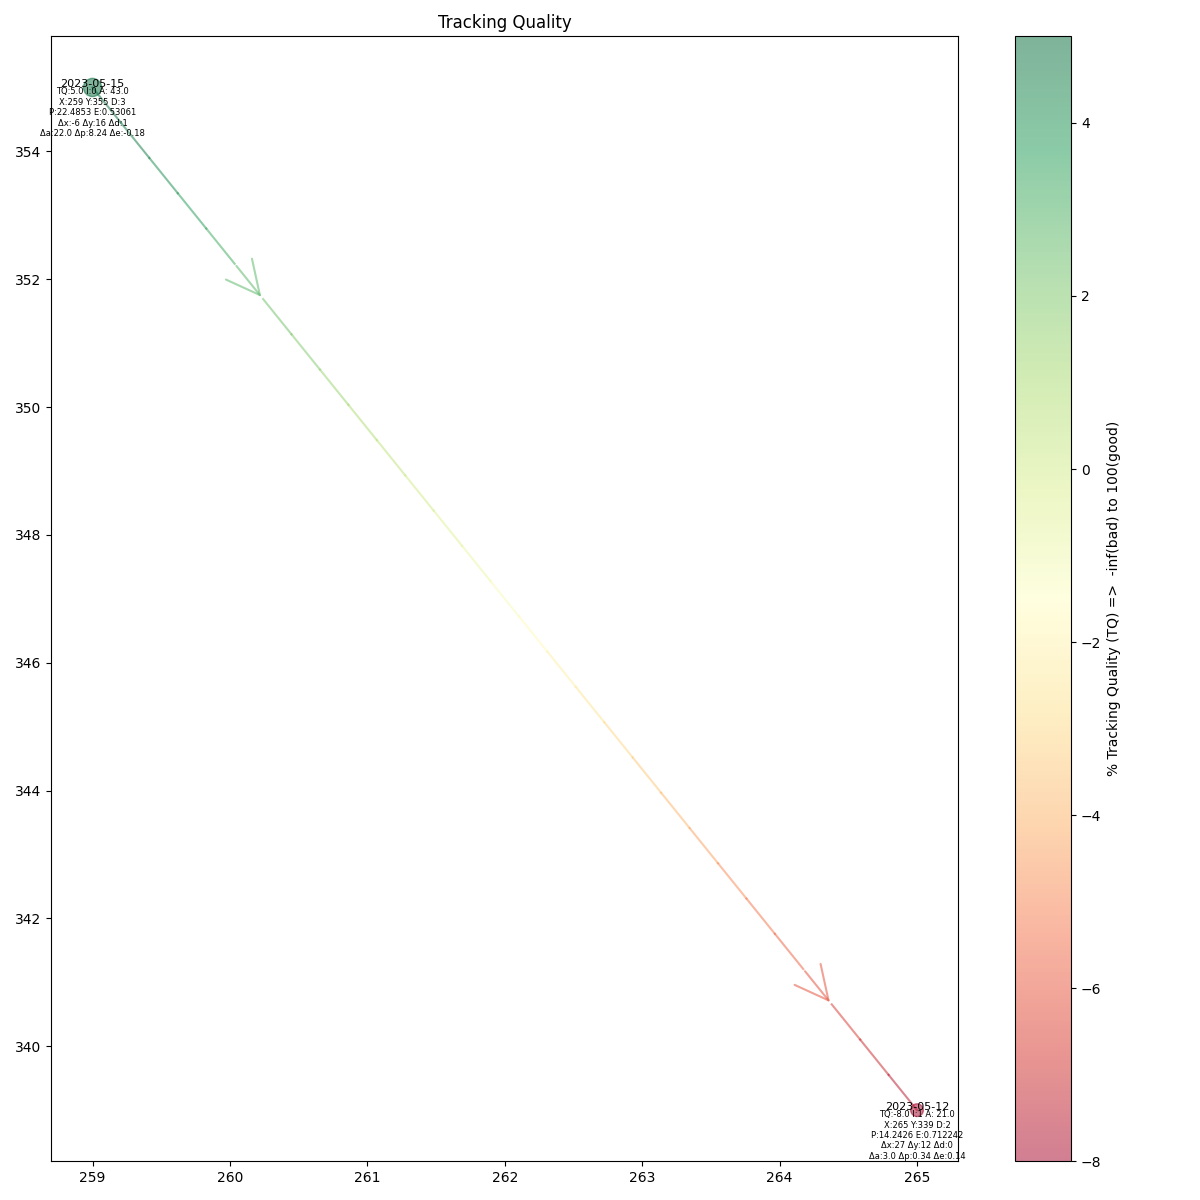 Tracking Quality
2023-05-15
TQ:5.0 I:0 A: 43.0
X:259 Y:355 D:3
P:22.4853 E:0.53061
Δx:-6 Δy:16 Δd:1
Δa:22.0 Δp:8.24 Δe:-0.18
354
352
350
348
346
344
342
340
2023-05-12
TQ:-8.0 I:1 A: 21.0
X:265 Y:339 D:2
P:14.2426 E:0.712242
Δx:27 Δy:12 Δd:0
Δa:3.0 Δp:0.34 Δe:0.14
259
260
261
262
263
264
265
4
2
0
−2
−4
−6
−8
% Tracking Quality (TQ) => -inf(bad) to 100(good)